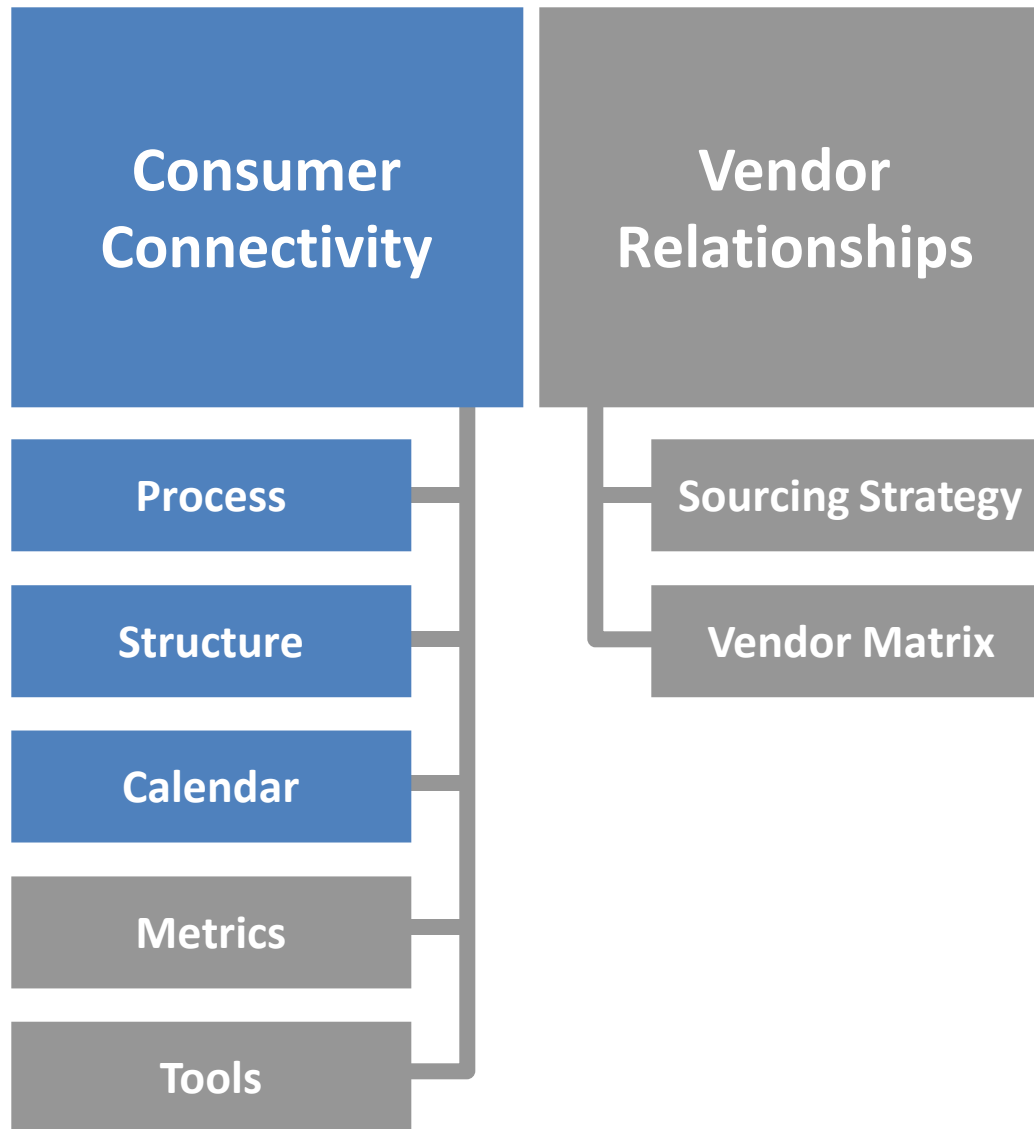 Consumer
Connectivity
Process
Structure
Calendar
Metrics
Tools
Vendor
Relationships
Sourcing Strategy
Vendor Matrix